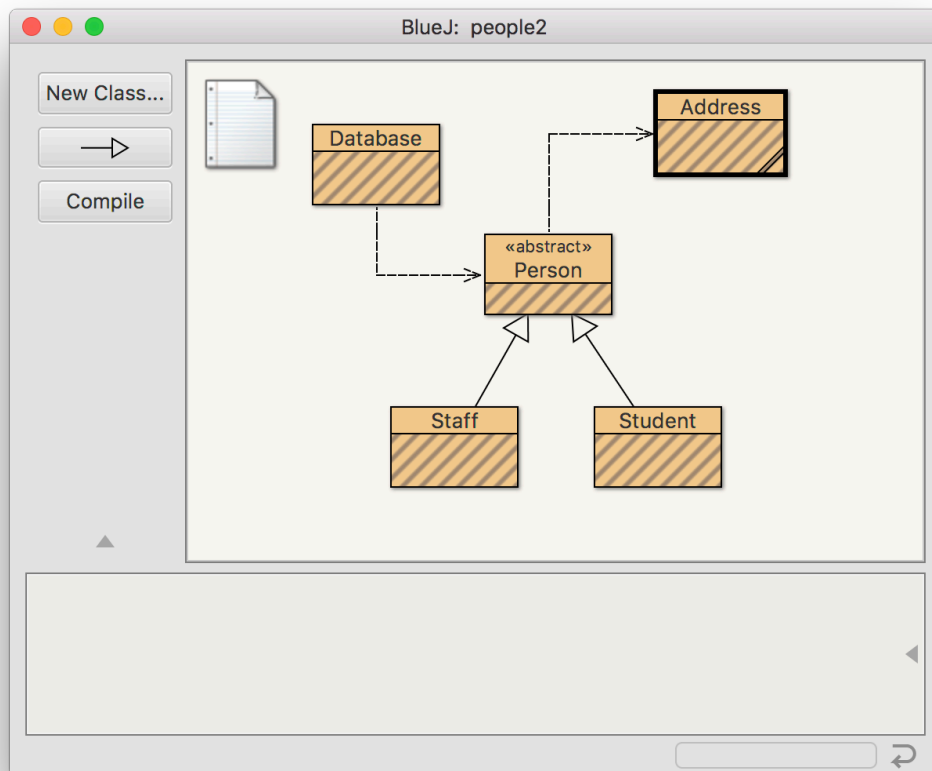 BlueJ: people2
New Class...
Compile
Database
Address
«abstract»
Person
Staff
Student